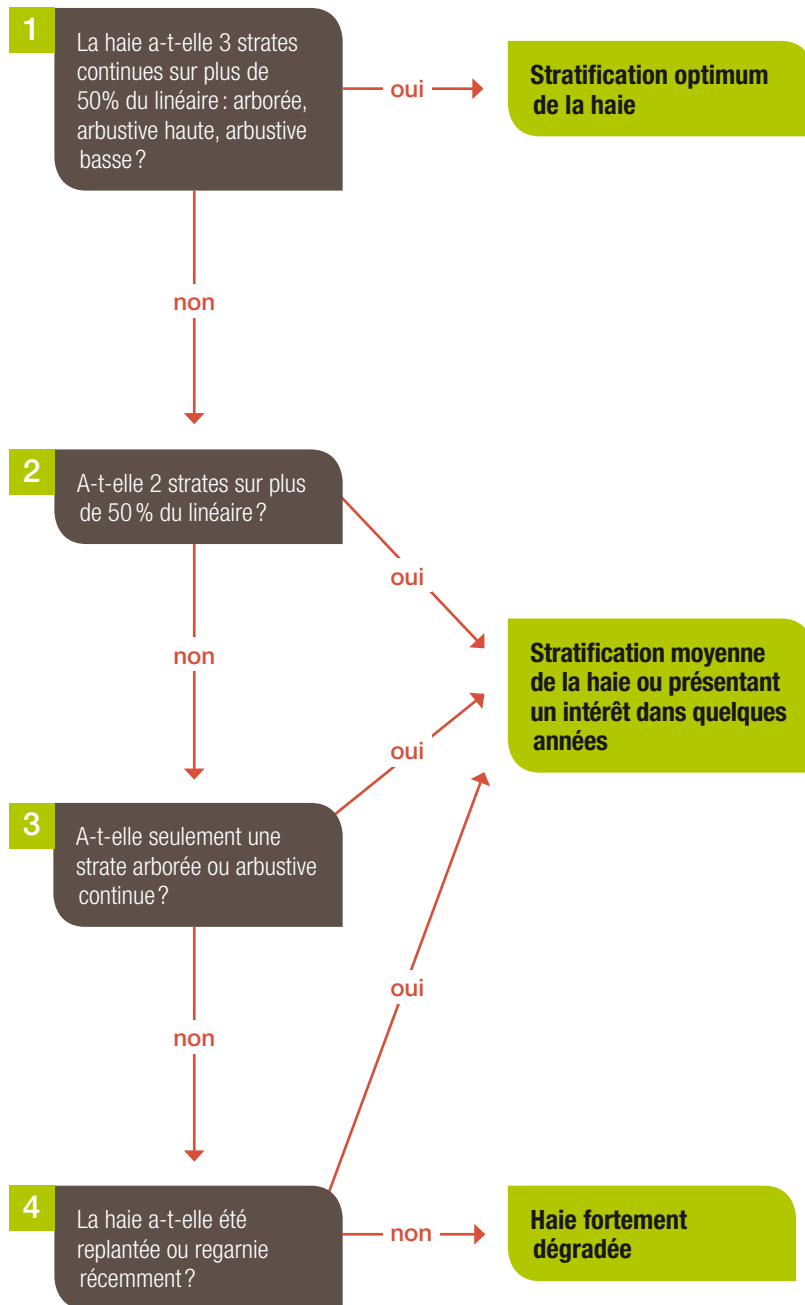 1
La haie a-t-elle 3 strates
continues sur plus de
50% du linéaire : arborée,
arbustive haute, arbustive
basse ?
oui
Stratification optimum
de la haie
non
2
A-t-elle 2 strates sur plus
de 50 % du linéaire ?
oui
non
Stratification moyenne
de la haie ou présentant
un intérêt dans quelques
années
oui
3
A-t-elle seulement une
strate arborée ou arbustive
continue ?
oui
non
4
La haie a-t-elle été
replantée ou regarnie
récemment ?
non
Haie fortement
dégradée